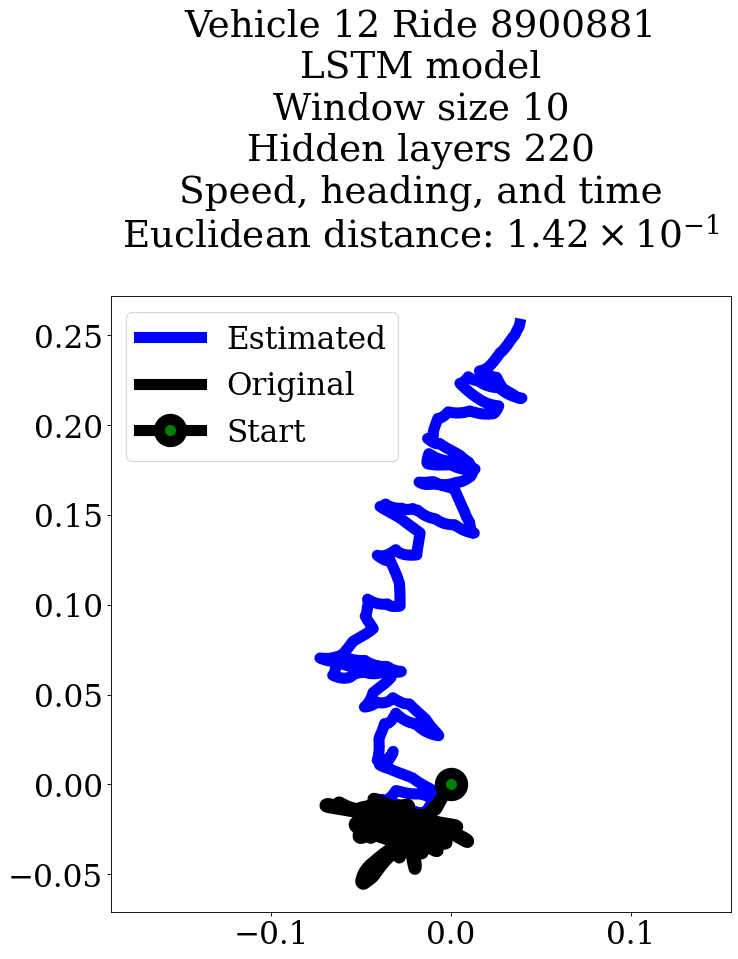 Vehicle 12 Ride 8900881
LSTM model
Window size 10
Hidden layers 220
Speed, heading, and time
Euclidean distance: 1.42 × 10⁻¹
Estimated
Original
Start
0.25
0.20
0.15
0.10
0.05
0.00
−0.05
−0.1
0.0
0.1